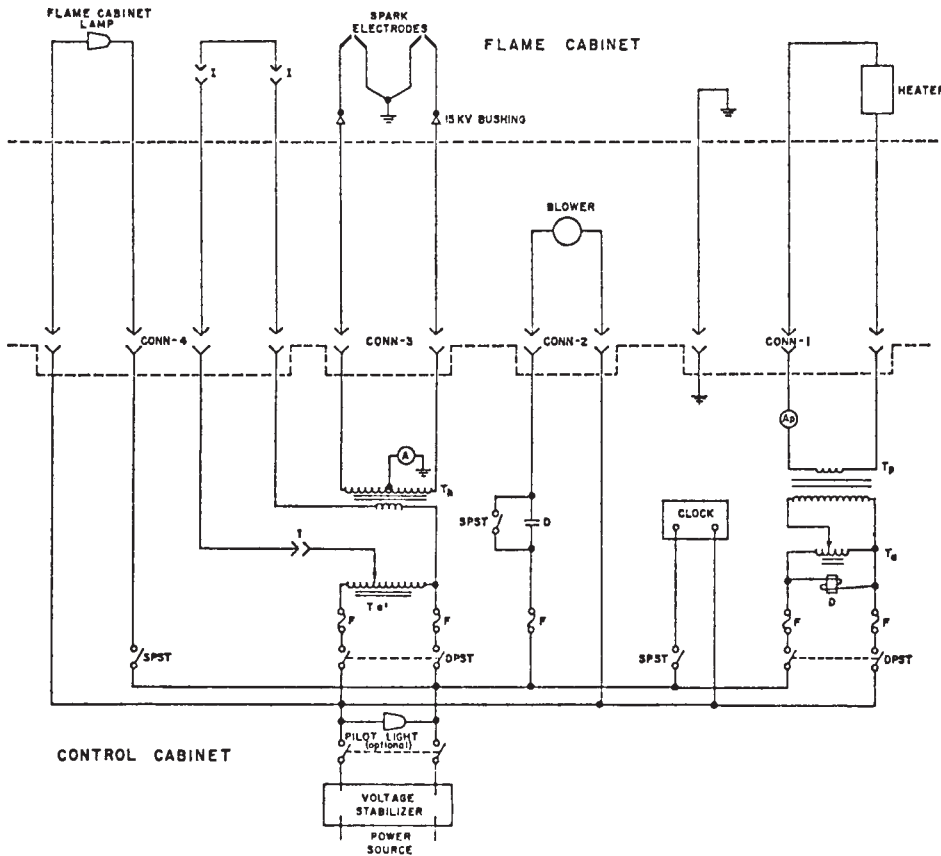 FLAME CABINET
LAMP
SPARK
ELECTRODES
FLAME CABINET
I
I
HEATER
15 KV BUSHING
BLOWER
CONN-4
CONN-3
CONN-2
CONN-1
Ap
A
Th
Tp
SPST
D
CLOCK
T
Ta
Ta'
D
F
F
F
F
F
SPST
DPST
SPST
DPST
PILOT LIGHT
(optional)
CONTROL CABINET
VOLTAGE
STABILIZER
POWER
SOURCE